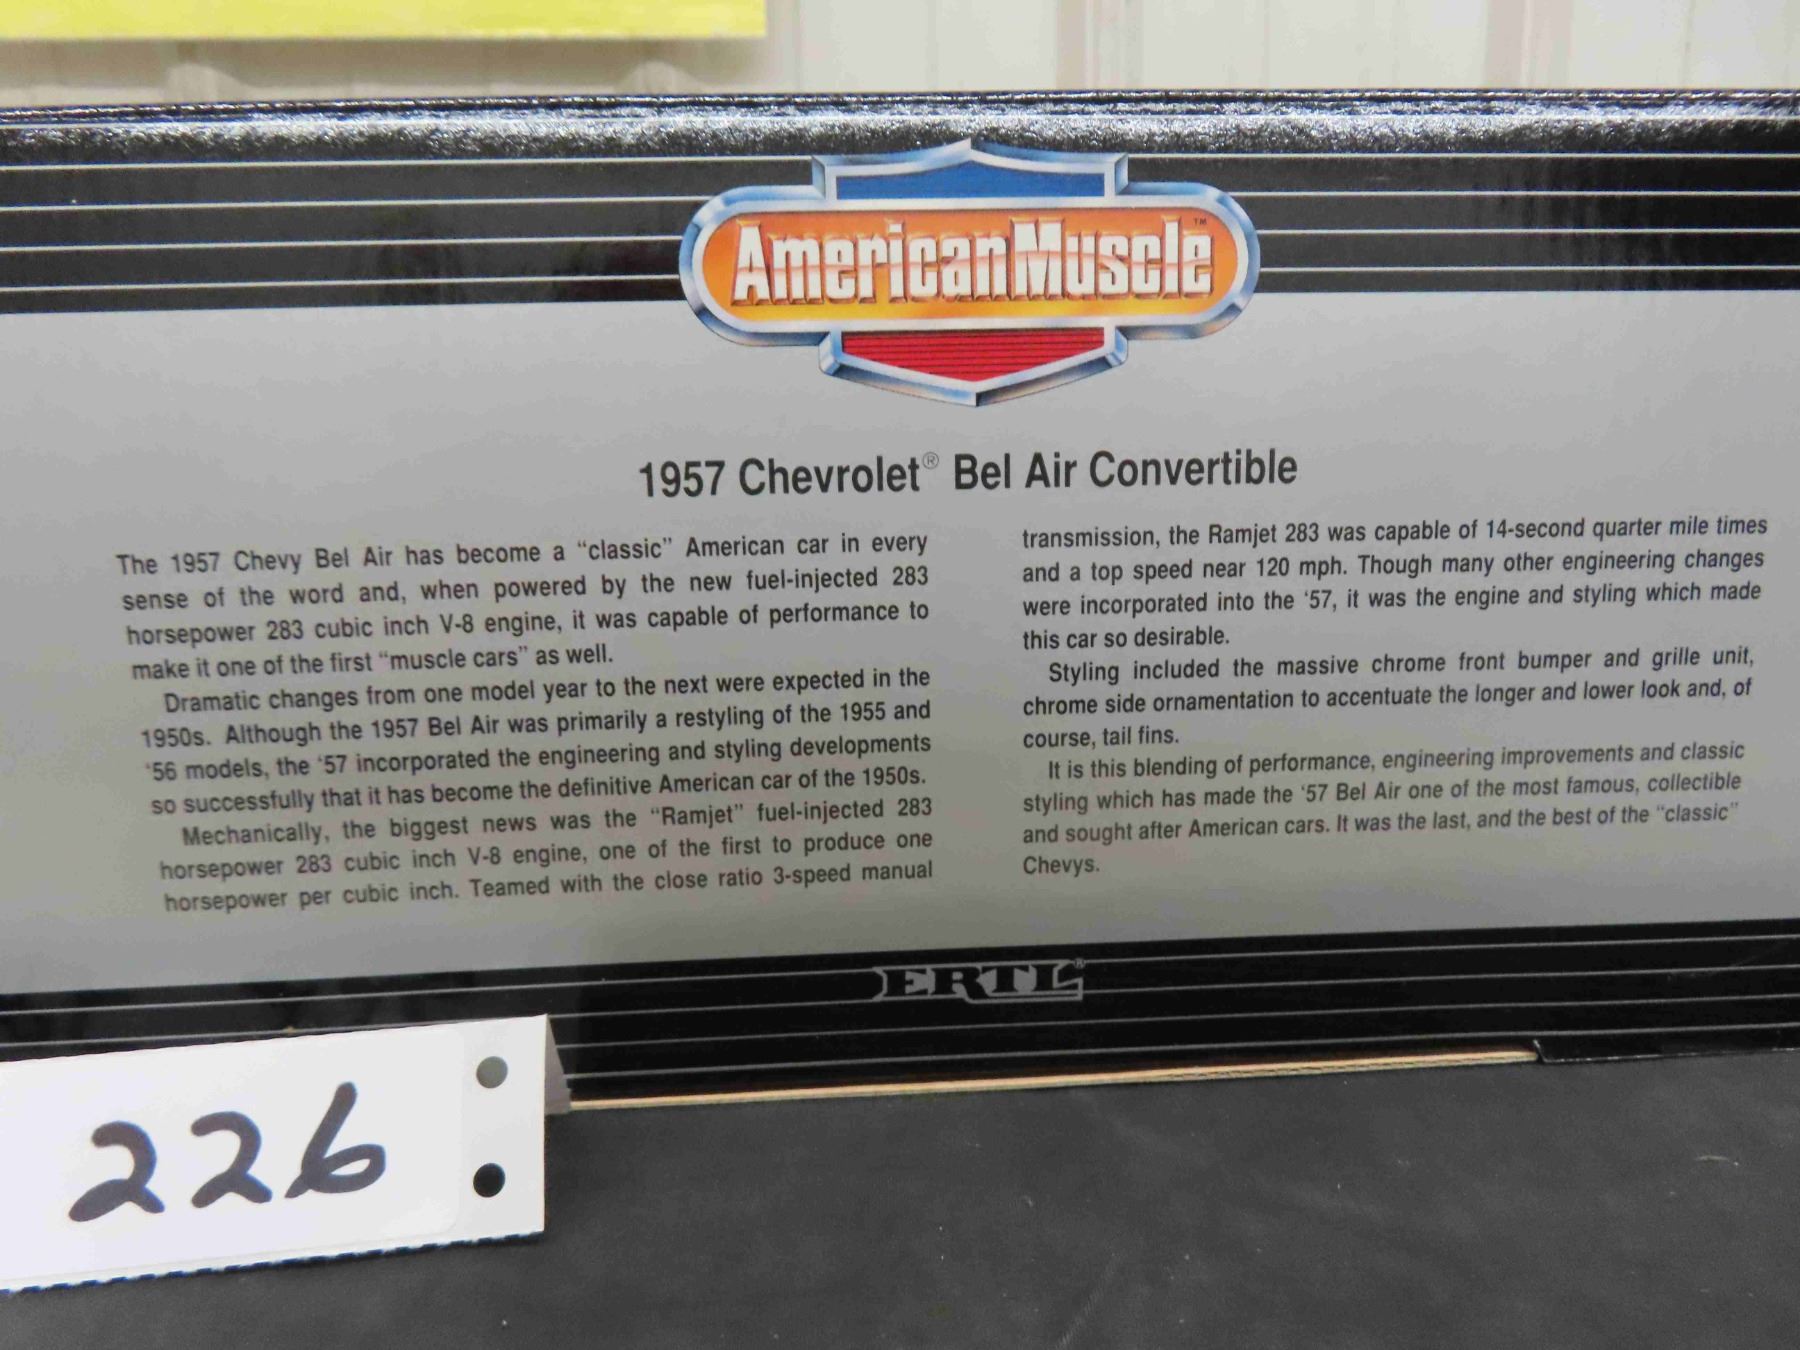 AmericanMuscle™
1957 Chevrolet® Bel Air Convertible
The 1957 Chevy Bel Air has become a “classic” American car in every
sense of the word and, when powered by the new fuel-injected 283
horsepower 283 cubic inch V-8 engine, it was capable of performance to
make it one of the first “muscle cars” as well.
Dramatic changes from one model year to the next were expected in the
1950s. Although the 1957 Bel Air was primarily a restyling of the 1955 and
‘56 models, the ‘57 incorporated the engineering and styling developments
so successfully that it has become the definitive American car of the 1950s.
Mechanically, the biggest news was the “Ramjet” fuel-injected 283
horsepower 283 cubic inch V-8 engine, one of the first to produce one
horsepower per cubic inch. Teamed with the close ratio 3-speed manual
transmission, the Ramjet 283 was capable of 14-second quarter mile times
and a top speed near 120 mph. Though many other engineering changes
were incorporated into the ‘57, it was the engine and styling which made
this car so desirable.
Styling included the massive chrome front bumper and grille unit,
chrome side ornamentation to accentuate the longer and lower look and, of
course, tail fins.
It is this blending of performance, engineering improvements and classic
styling which has made the ‘57 Bel Air one of the most famous, collectible
and sought after American cars. It was the last, and the best of the “classic”
Chevys.
ERTL®
226